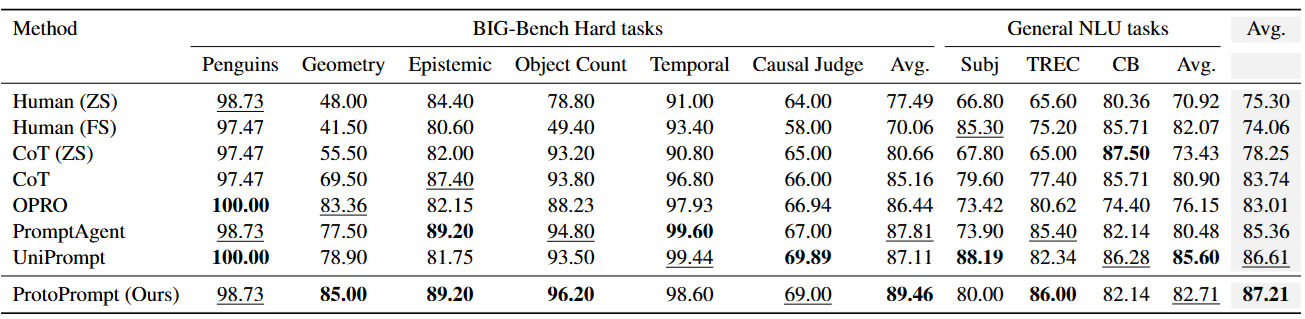 Method BIG-Bench Hard tasks General NLU tasks Avg.
Penguins Geometry Epistemic Object Count Temporal Causal Judge Avg. Subj TREC CB Avg.
Human (ZS) 98.73 48.00 84.40 78.80 91.00 64.00 77.49 66.80 65.60 80.36 70.92 75.30
Human (FS) 97.47 41.50 80.60 49.40 93.40 58.00 70.06 85.30 75.20 85.71 82.07 74.06
CoT (ZS) 97.47 55.50 82.00 93.20 90.80 65.00 80.66 67.80 65.00 87.50 73.43 78.25
CoT 97.47 69.50 87.40 93.80 96.80 66.00 85.16 79.60 77.40 85.71 80.90 83.74
OPRO 100.00 83.36 82.15 88.23 97.93 66.94 86.44 73.42 80.62 74.40 76.15 83.01
PromptAgent 98.73 77.50 89.20 94.80 99.60 67.00 87.81 73.90 85.40 82.14 80.48 85.36
UniPrompt 100.00 78.90 81.75 93.50 99.44 69.89 87.11 88.19 82.34 86.28 85.60 86.61
ProtoPrompt (Ours) 98.73 85.00 89.20 96.20 98.60 69.00 89.46 80.00 86.00 82.14 82.71 87.21